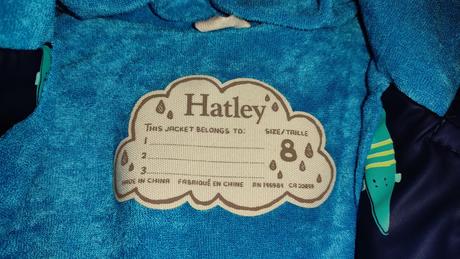 Hatley
THIS JACKET BELONGS TO: SIZE/TAILLE
1 8
2
3
MADE IN CHINA FABRIQUÉ EN CHINE RN 146984 CA 20859